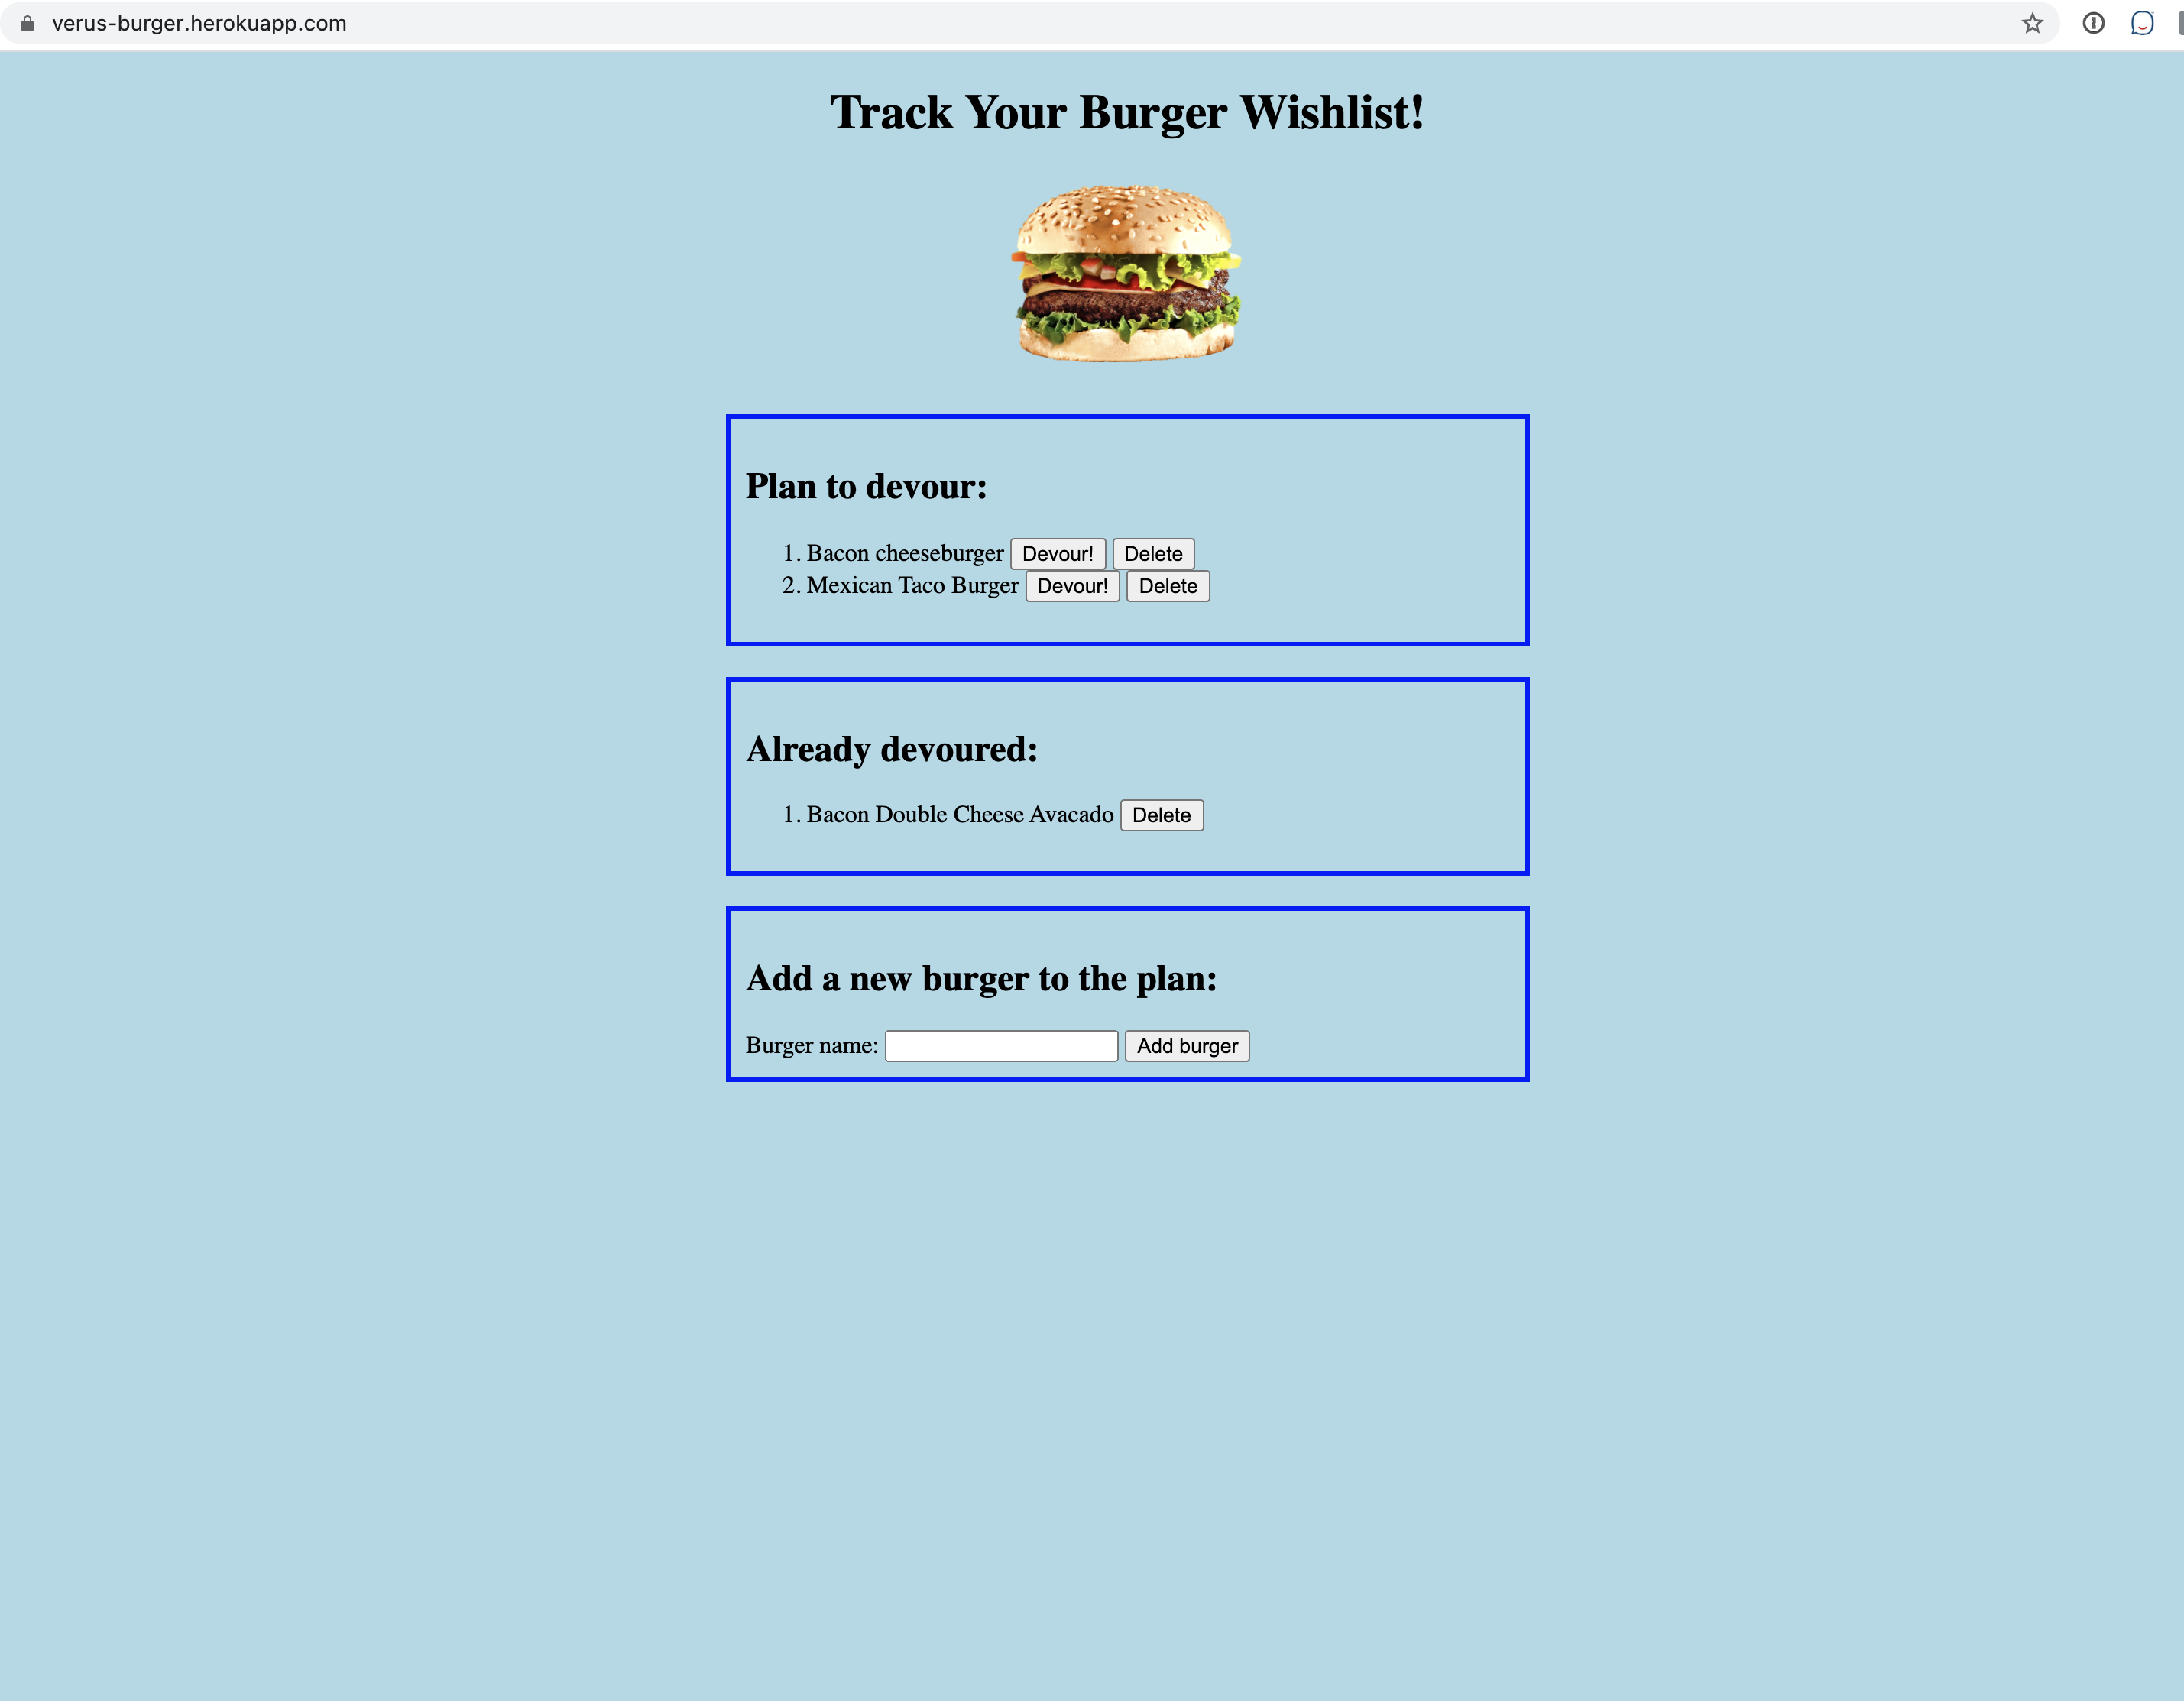 verus-burger.herokuapp.com
Track Your Burger Wishlist!
Plan to devour:
1. Bacon cheeseburger Devour! Delete
2. Mexican Taco Burger Devour! Delete
Already devoured:
1. Bacon Double Cheese Avacado Delete
Add a new burger to the plan:
Burger name: Add burger